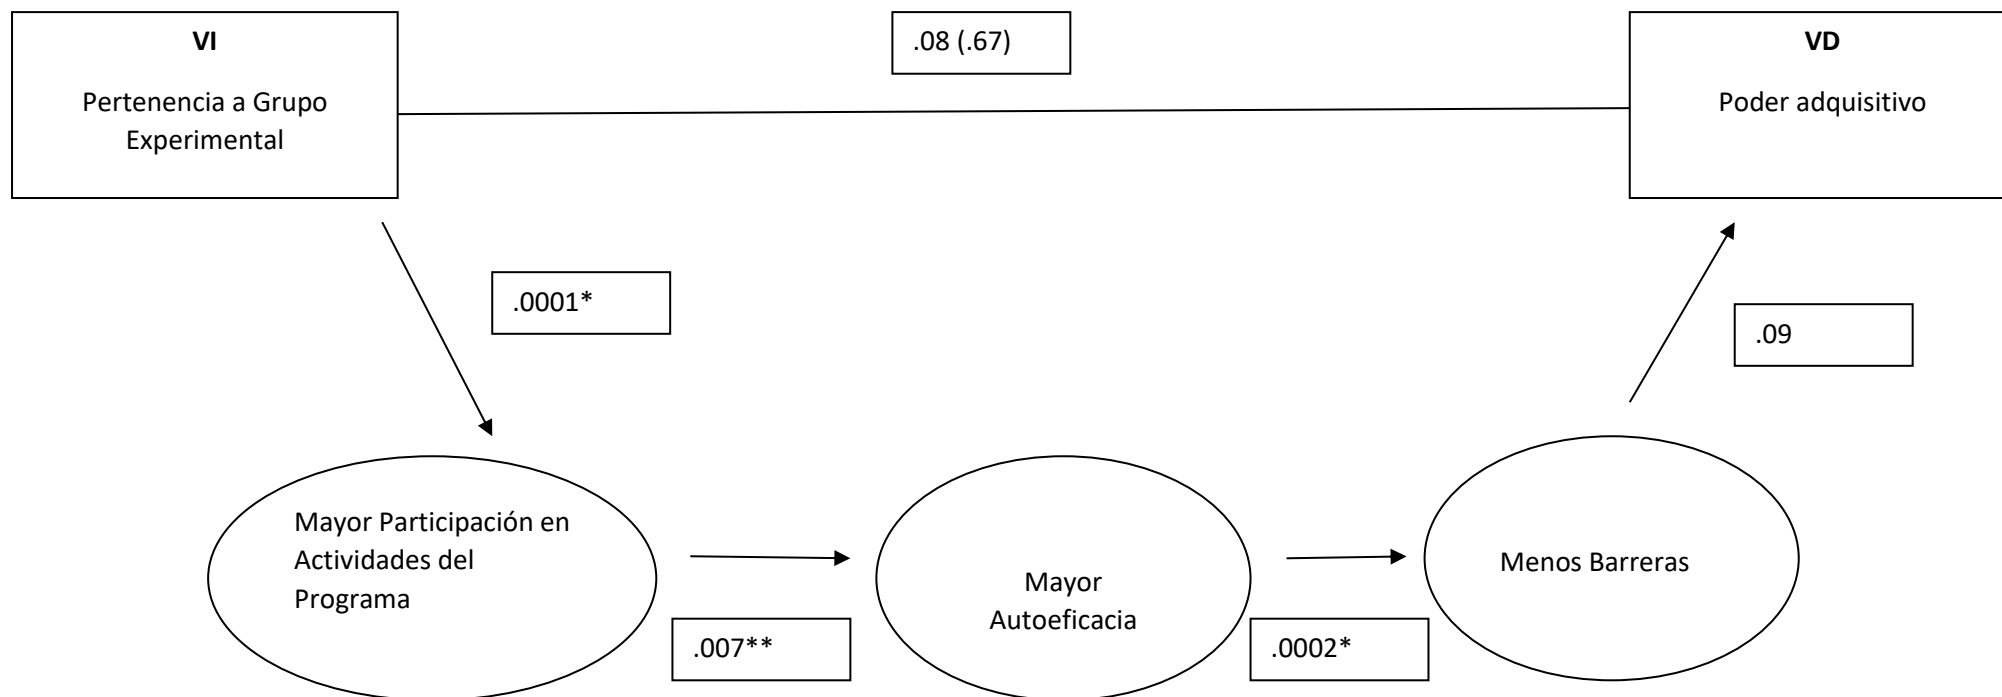 VI
Pertenencia a Grupo
Experimental
.08 (.67)
VD
Poder adquisitivo
.0001*
.09
Mayor Participación en
Actividades del
Programa
Mayor
Autoeficacia
Menos Barreras
.007**
.0002*